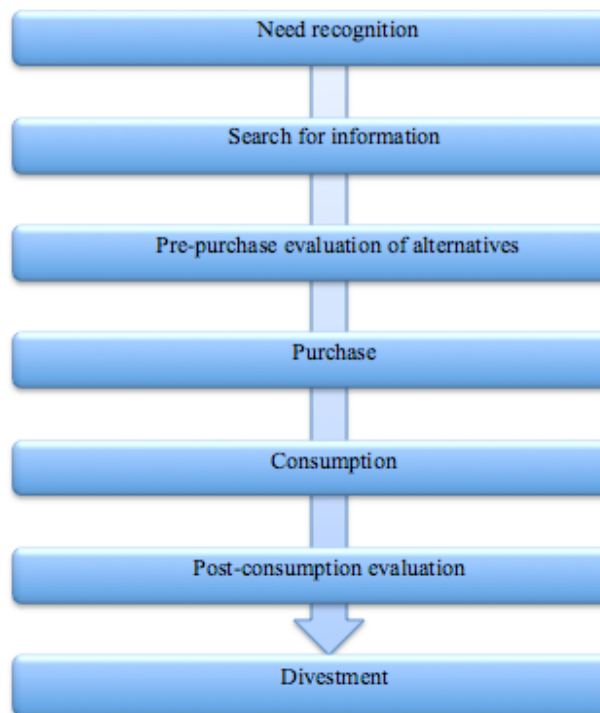 Need recognition
Search for information
Pre-purchase evaluation of alternatives
Purchase
Consumption
Post-consumption evaluation
Divestment